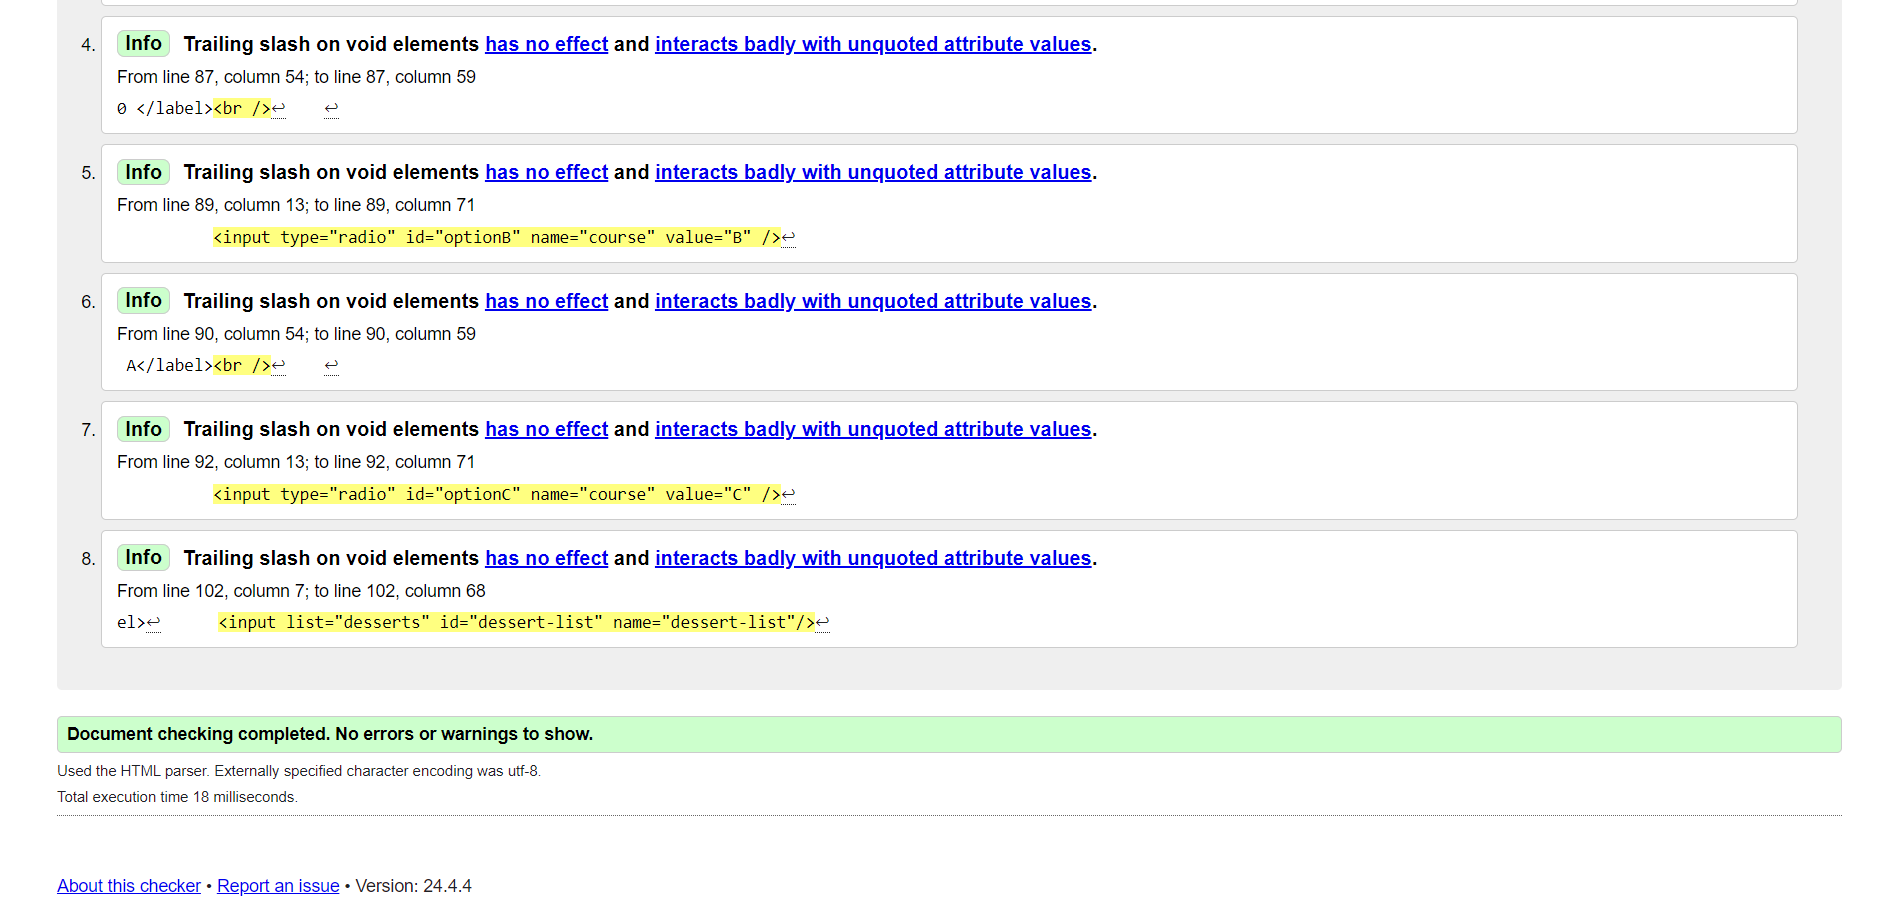 4. Info Trailing slash on void elements has no effect and interacts badly with unquoted attribute values.
From line 87, column 54; to line 87, column 59
0 </label><br />↩    ↩
5. Info Trailing slash on void elements has no effect and interacts badly with unquoted attribute values.
From line 89, column 13; to line 89, column 71
<input type="radio" id="optionB" name="course" value="B" />↩
6. Info Trailing slash on void elements has no effect and interacts badly with unquoted attribute values.
From line 90, column 54; to line 90, column 59
A</label><br />↩    ↩
7. Info Trailing slash on void elements has no effect and interacts badly with unquoted attribute values.
From line 92, column 13; to line 92, column 71
<input type="radio" id="optionC" name="course" value="C" />↩
8. Info Trailing slash on void elements has no effect and interacts badly with unquoted attribute values.
From line 102, column 7; to line 102, column 68
el>↩      <input list="desserts" id="dessert-list" name="dessert-list"/>↩
Document checking completed. No errors or warnings to show.
Used the HTML parser. Externally specified character encoding was utf-8.
Total execution time 18 milliseconds.
About this checker • Report an issue • Version: 24.4.4